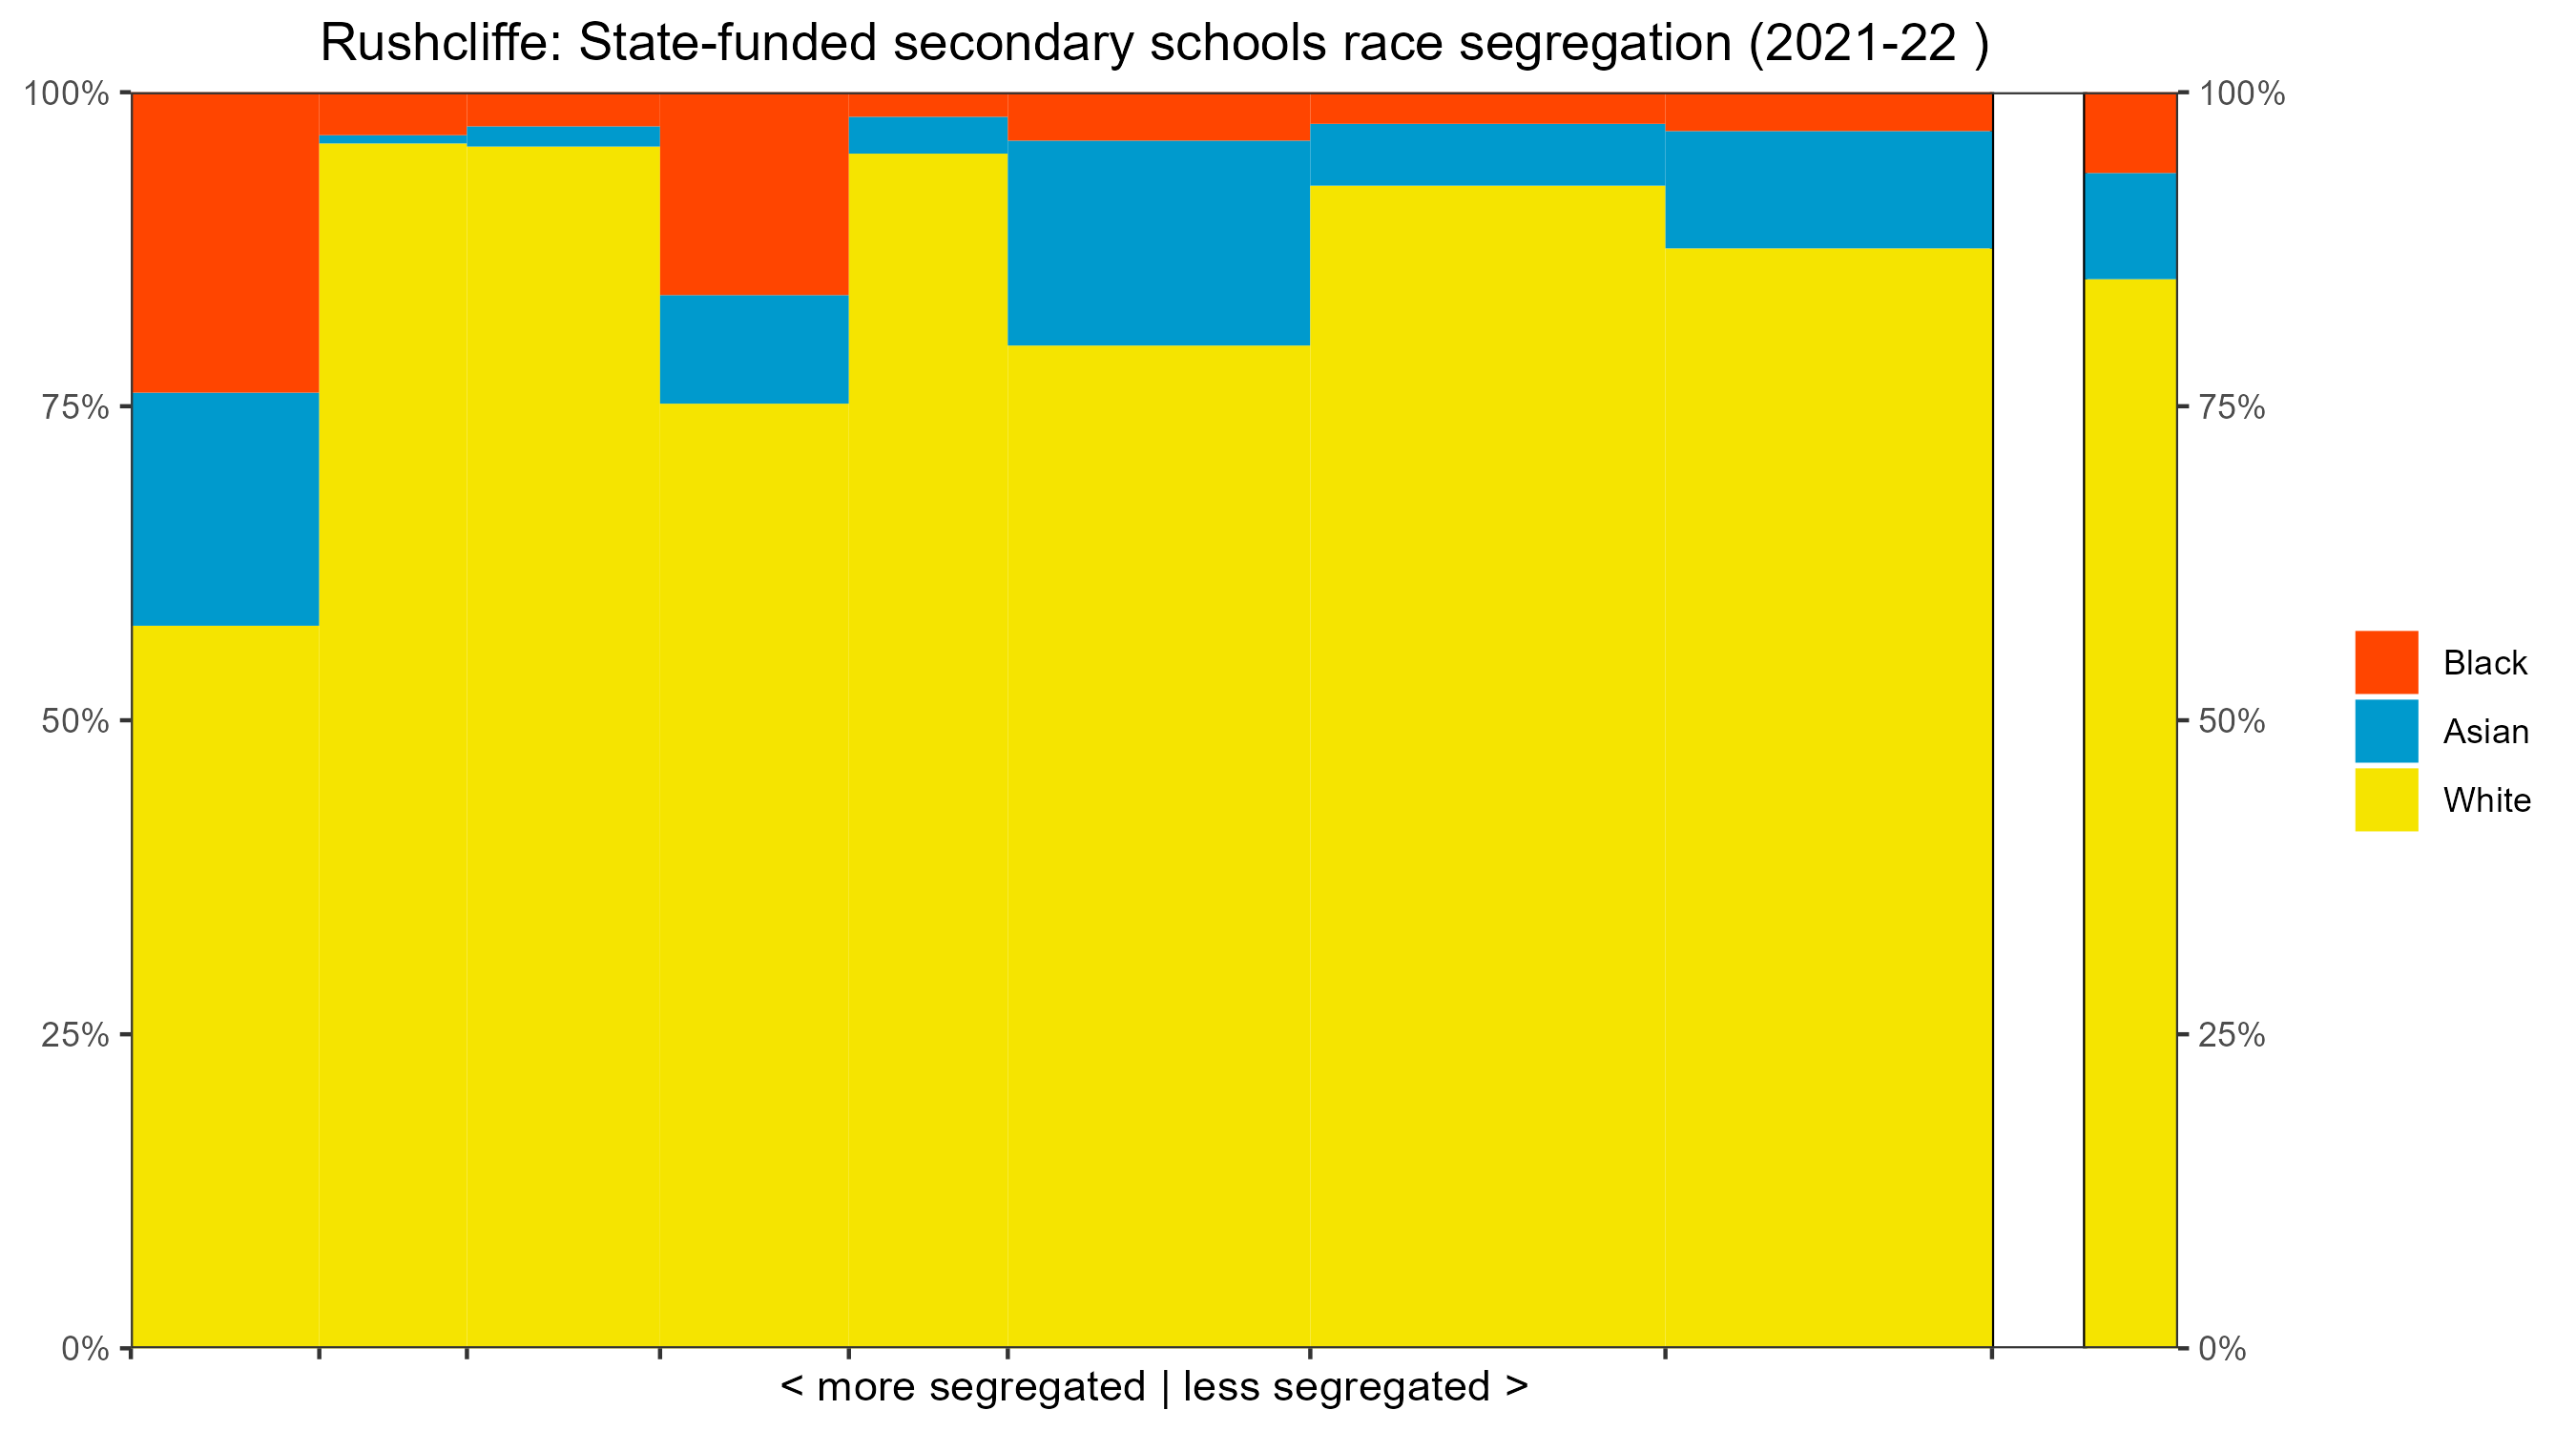 Rushcliffe: State-funded secondary schools race segregation (2021-22 )
100%
75%
50%
25%
0%
100%
75%
50%
25%
0%
Black
Asian
White
< more segregated | less segregated >